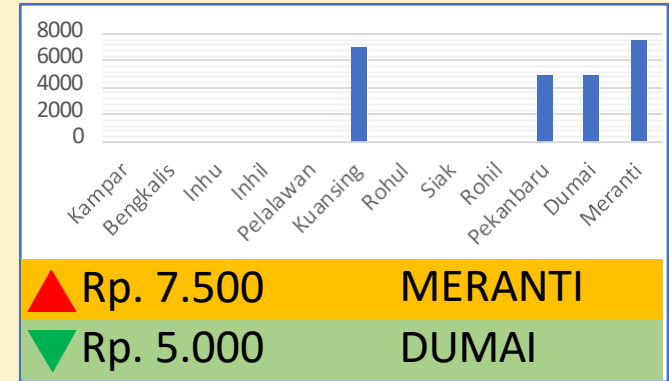 8000
6000
4000
2000
0
Kampar
Bengkalis
Inhu
Inhil
Pelalawan
Kuansing
Rohul
Siak
Rohil
Pekanbaru
Dumai
Meranti
Rp. 7.500 MERANTI
Rp. 5.000 DUMAI